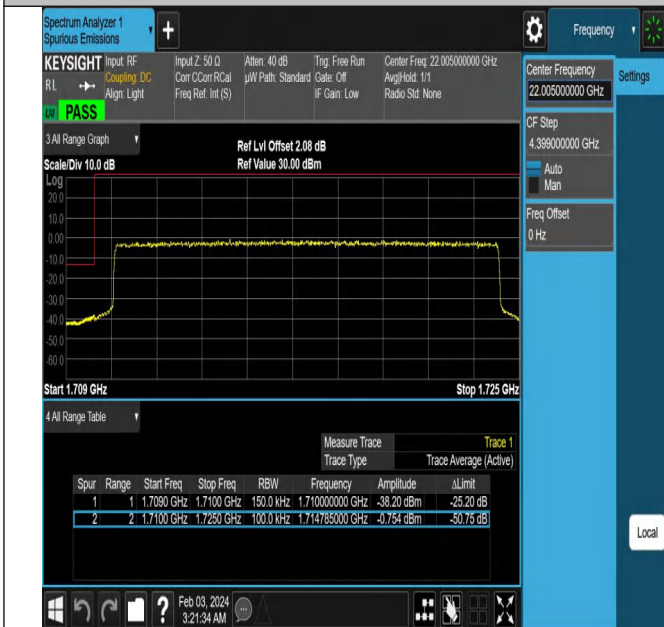 Spectrum Analyzer 1
Spurious Emissions
Frequency
KEYSIGHT
RL
PASS
Input: RF
Coupling: DC
Align: Light
Input Z: 50 Ω
Corr CCorr RCal
Freq Ref: Int (S)
Atten: 40 dB
µW Path: Standard
Trig: Free Run
Gate: Off
IF Gain: Low
Center Freq: 22.005000000 GHz
Avg|Hold: 1/1
Radio Std: None
Center Frequency
22.005000000 GHz
Settings
CF Step
4.399000000 GHz
Auto
Man
Freq Offset
0 Hz
3 All Range Graph
Scale/Div 10.0 dB
Ref Lvl Offset 2.08 dB
Ref Value 30.00 dBm
Log
20.0
10.0
0.00
-10.0
-20.0
-30.0
-40.0
-50.0
-60.0
Start 1.709 GHz
Stop 1.725 GHz
4 All Range Table
Measure Trace Trace 1
Trace Type Trace Average (Active)
Spur Range Start Freq Stop Freq RBW Frequency Amplitude ΔLimit
1 1 1.7090 GHz 1.7100 GHz 150.0 kHz 1.710000000 GHz -38.20 dBm -25.20 dB
2 2 1.7100 GHz 1.7250 GHz 100.0 kHz 1.714785000 GHz -0.754 dBm -50.75 dB
Local
?
Feb 03, 2024
3:21:34 AM